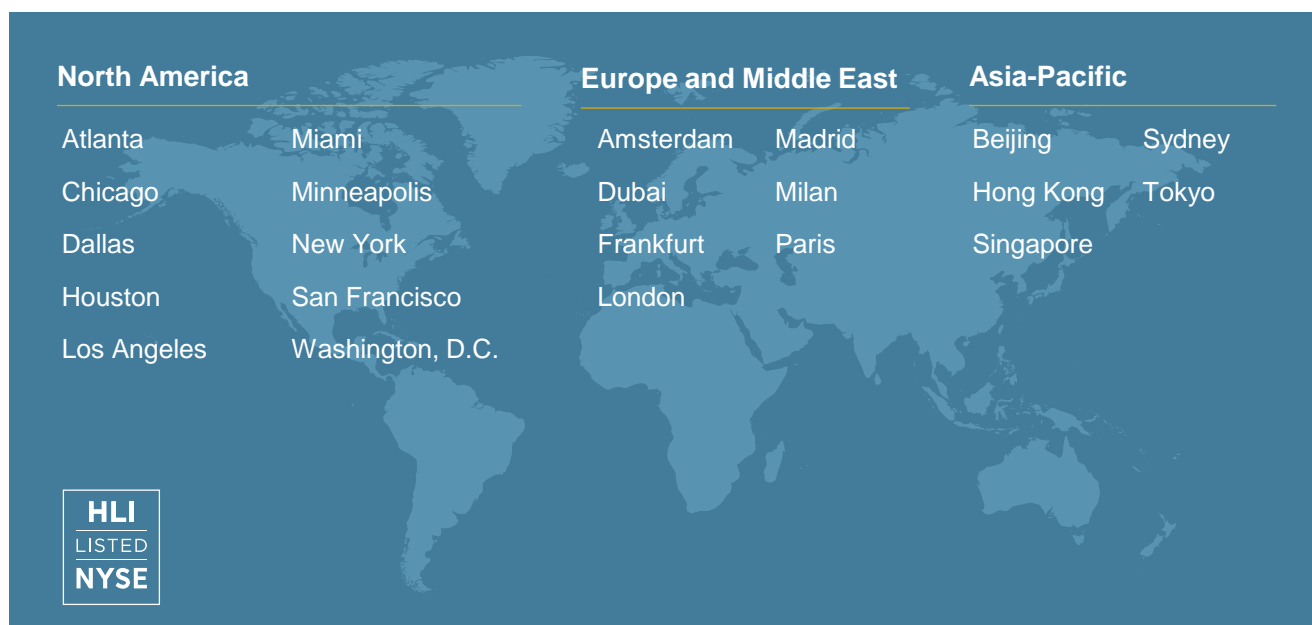 North America
Atlanta
Chicago
Dallas
Houston
Los Angeles
Miami
Minneapolis
New York
San Francisco
Washington, D.C.
Europe and Middle East
Amsterdam
Dubai
Frankfurt
London
Madrid
Milan
Paris
Asia-Pacific
Beijing
Hong Kong
Singapore
Sydney
Tokyo
HLI
LISTED
NYSE